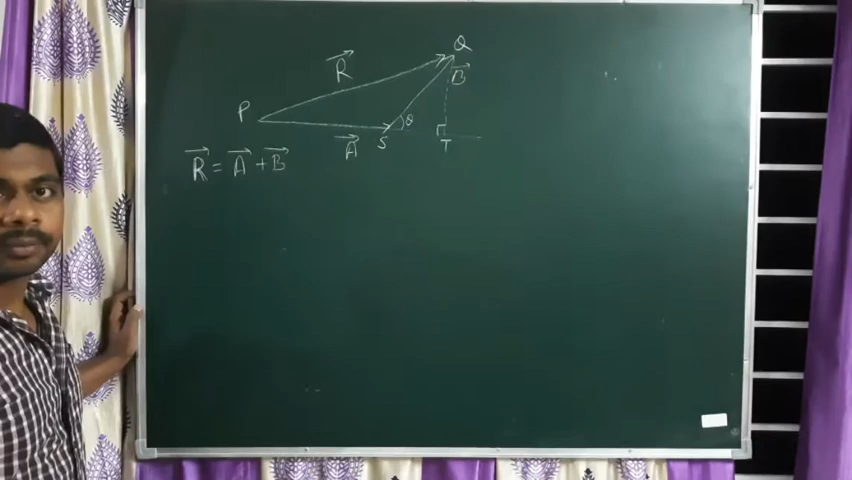 Q
R⃗
B⃗
P
θ
A⃗
S
T
R⃗ = A⃗ + B⃗